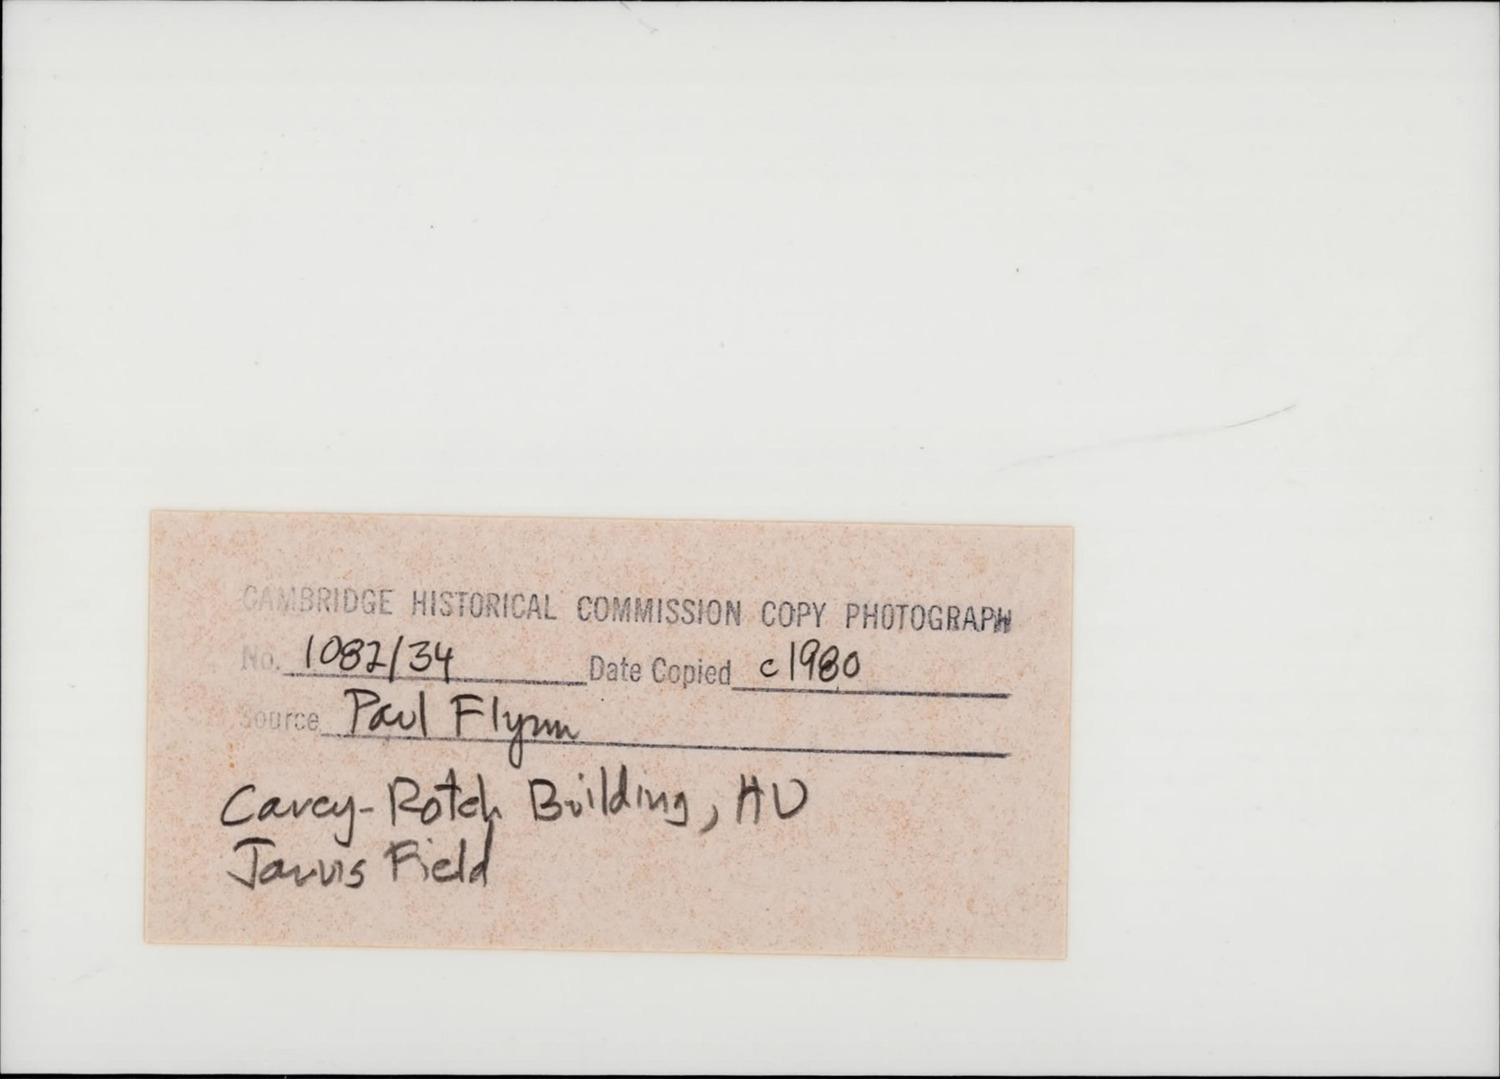 CAMBRIDGE HISTORICAL COMMISSION COPY PHOTOGRAPH
No. 1082/34 Date Copied c1980
Source Paul Flynn
Carey-Rotch Building, HU
Jarvis Field